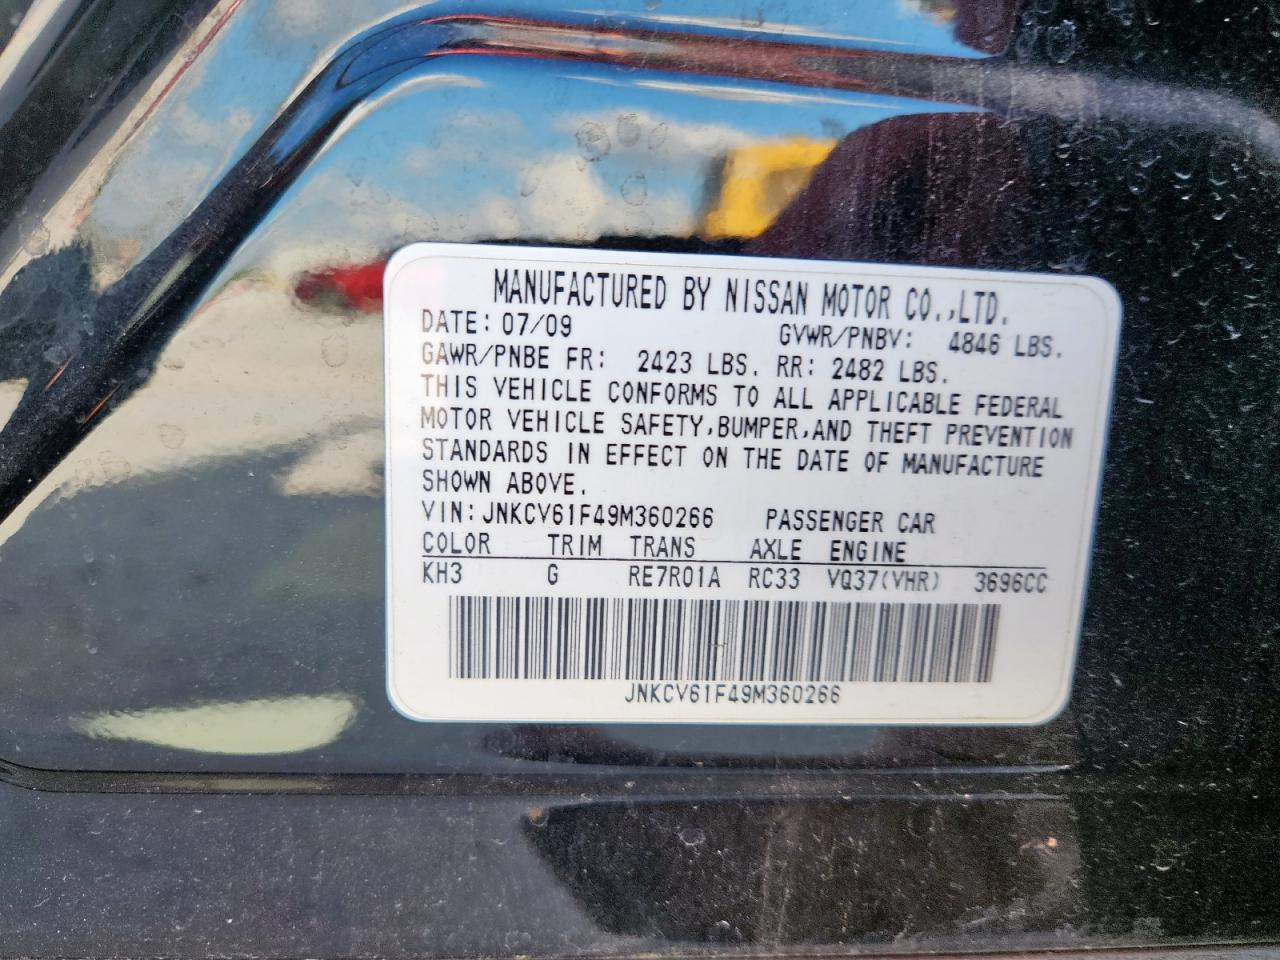 MANUFACTURED BY NISSAN MOTOR CO.,LTD.
DATE: 07/09 GVWR/PNBV: 4846 LBS.
GAWR/PNBE FR: 2423 LBS. RR: 2482 LBS.
THIS VEHICLE CONFORMS TO ALL APPLICABLE FEDERAL
MOTOR VEHICLE SAFETY,BUMPER,AND THEFT PREVENTION
STANDARDS IN EFFECT ON THE DATE OF MANUFACTURE
SHOWN ABOVE.
VIN:JNKCV61F49M360266 PASSENGER CAR
COLOR TRIM TRANS AXLE ENGINE
KH3 G RE7R01A RC33 VQ37(VHR) 3696CC
JNKCV61F49M360266